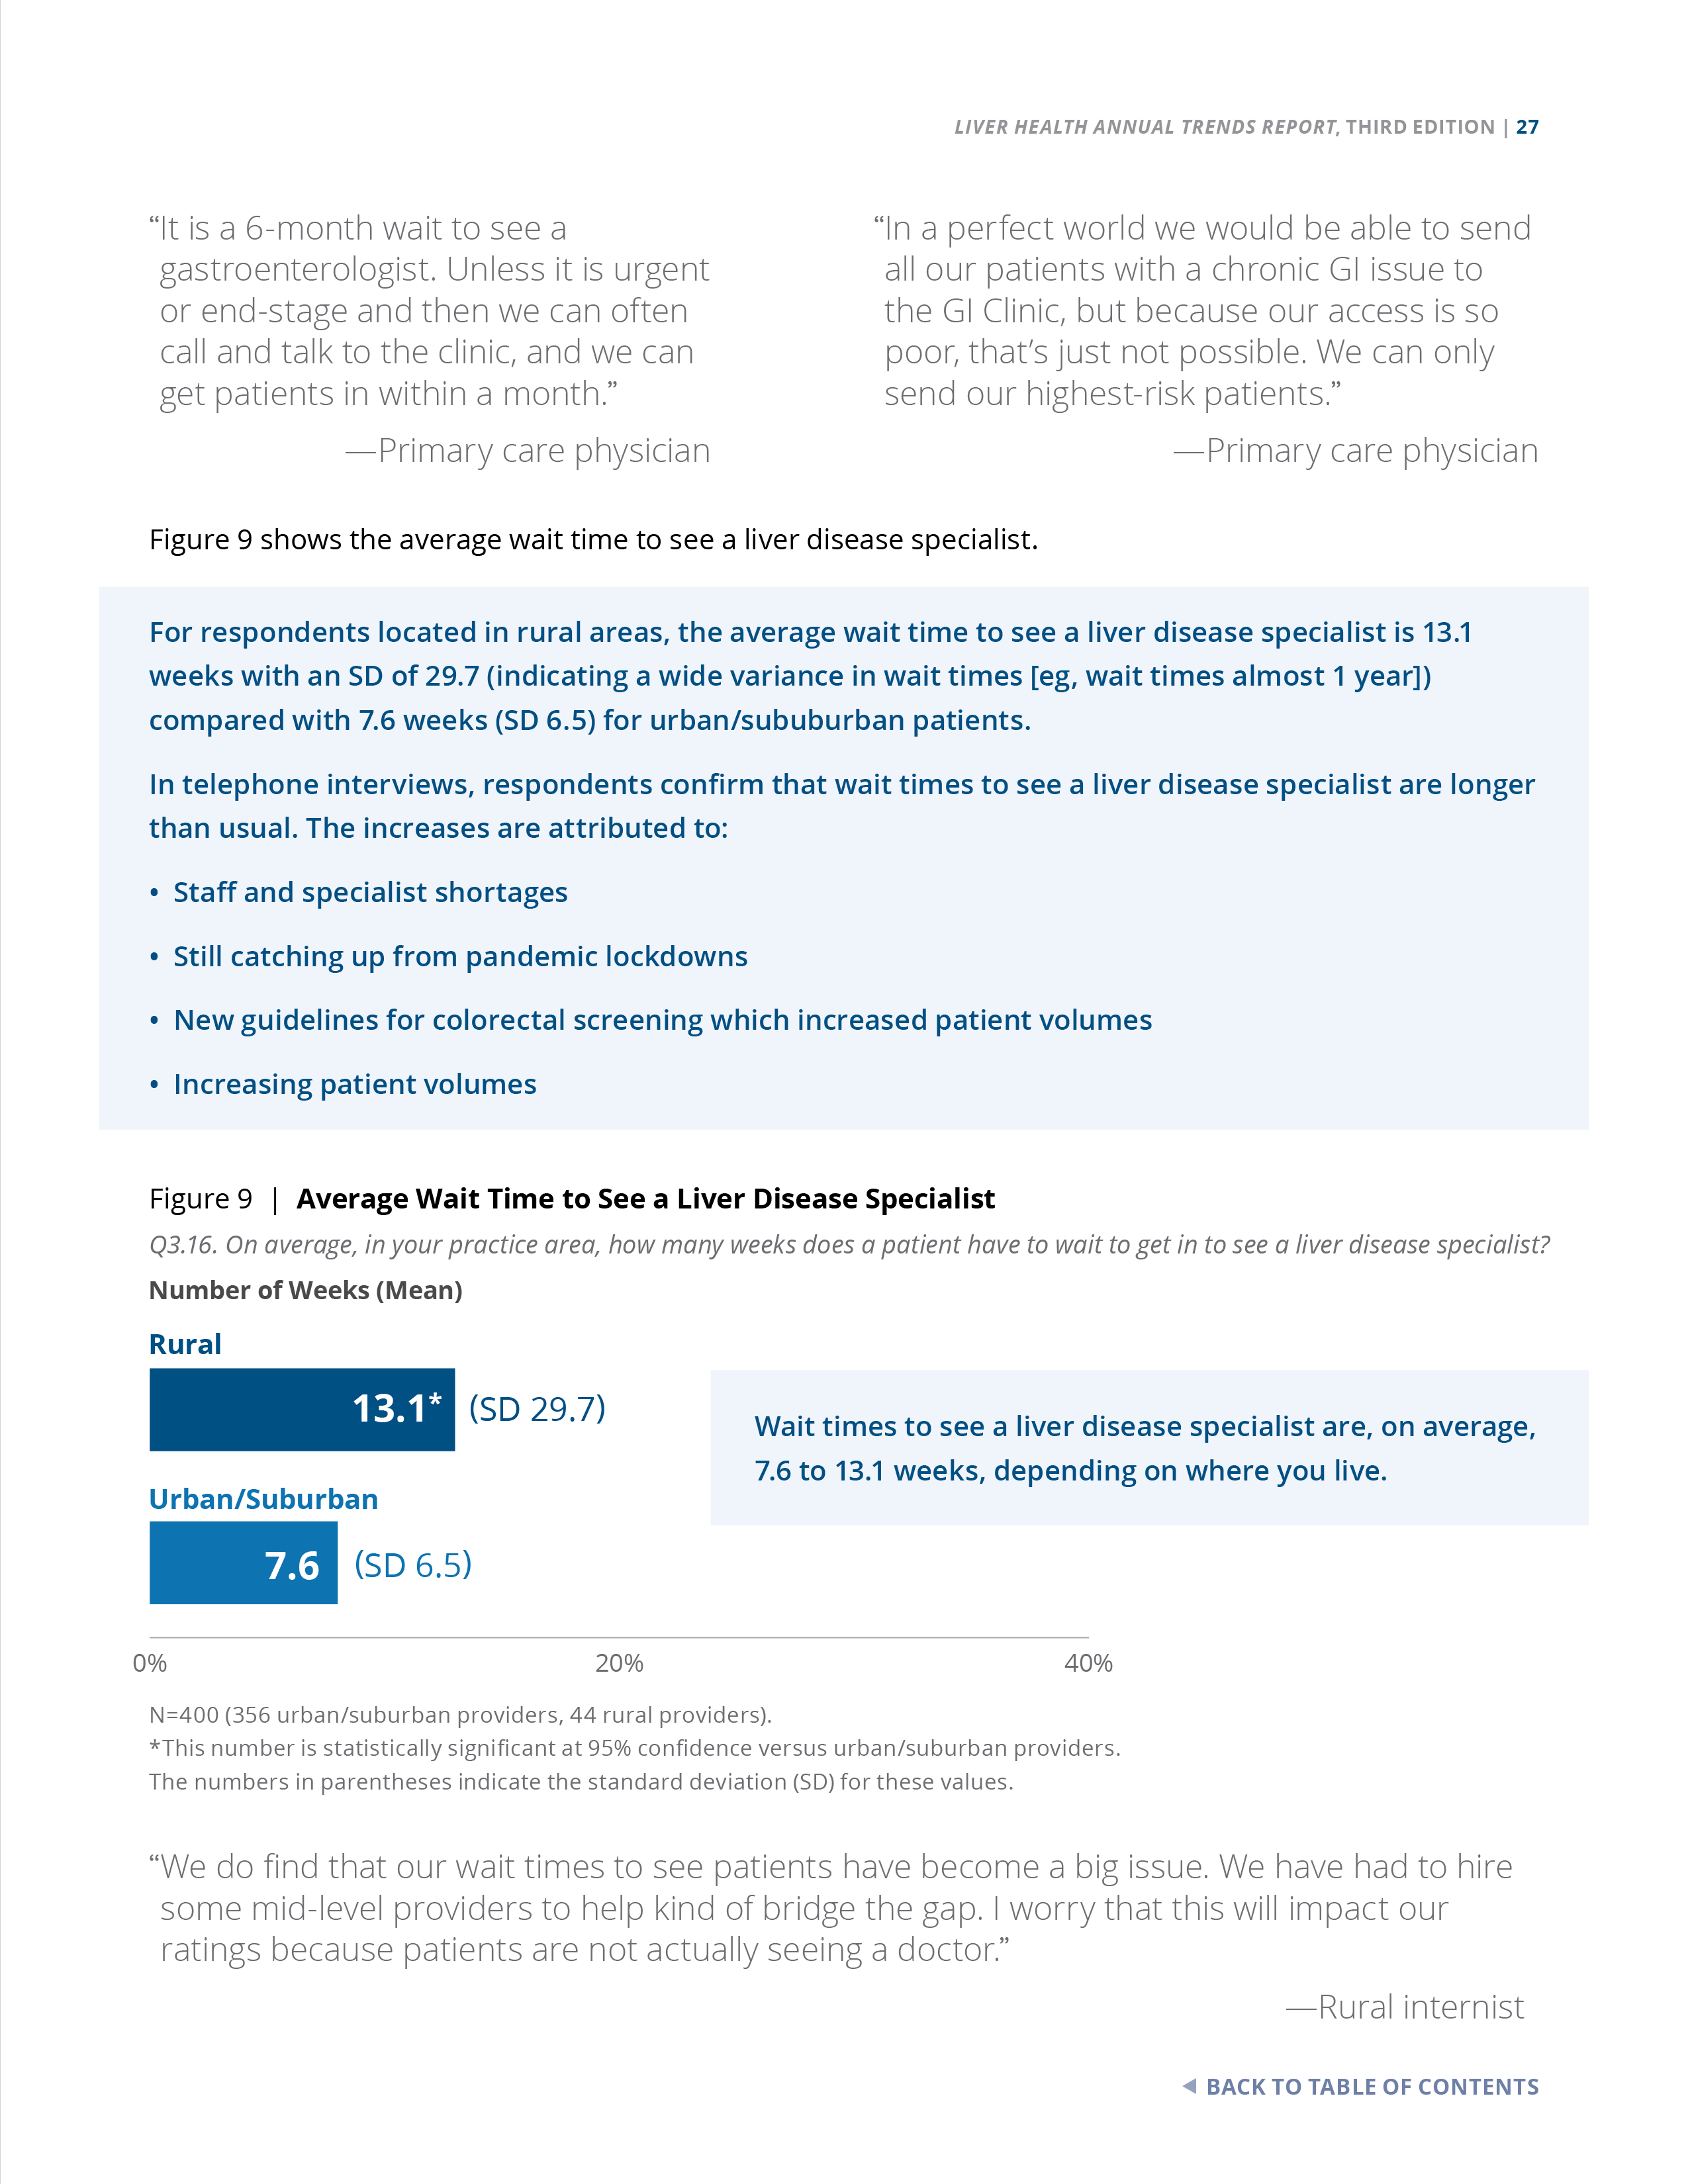 LIVER HEALTH ANNUAL TRENDS REPORT, THIRD EDITION | 27
“It is a 6-month wait to see a
gastroenterologist. Unless it is urgent
or end-stage and then we can often
call and talk to the clinic, and we can
get patients in within a month.”
—Primary care physician
“In a perfect world we would be able to send
all our patients with a chronic GI issue to
the GI Clinic, but because our access is so
poor, that’s just not possible. We can only
send our highest-risk patients.”
—Primary care physician
Figure 9 shows the average wait time to see a liver disease specialist.
For respondents located in rural areas, the average wait time to see a liver disease specialist is 13.1
weeks with an SD of 29.7 (indicating a wide variance in wait times [eg, wait times almost 1 year])
compared with 7.6 weeks (SD 6.5) for urban/sububurban patients.
In telephone interviews, respondents confirm that wait times to see a liver disease specialist are longer
than usual. The increases are attributed to:
• Staff and specialist shortages
• Still catching up from pandemic lockdowns
• New guidelines for colorectal screening which increased patient volumes
• Increasing patient volumes
Figure 9 | Average Wait Time to See a Liver Disease Specialist
Q3.16. On average, in your practice area, how many weeks does a patient have to wait to get in to see a liver disease specialist?
Number of Weeks (Mean)
Rural
13.1* (SD 29.7)
Urban/Suburban
7.6 (SD 6.5)
Wait times to see a liver disease specialist are, on average,
7.6 to 13.1 weeks, depending on where you live.
0% 20% 40%
N=400 (356 urban/suburban providers, 44 rural providers).
*This number is statistically significant at 95% confidence versus urban/suburban providers.
The numbers in parentheses indicate the standard deviation (SD) for these values.
“We do find that our wait times to see patients have become a big issue. We have had to hire
some mid-level providers to help kind of bridge the gap. I worry that this will impact our
ratings because patients are not actually seeing a doctor.”
—Rural internist
◀ BACK TO TABLE OF CONTENTS